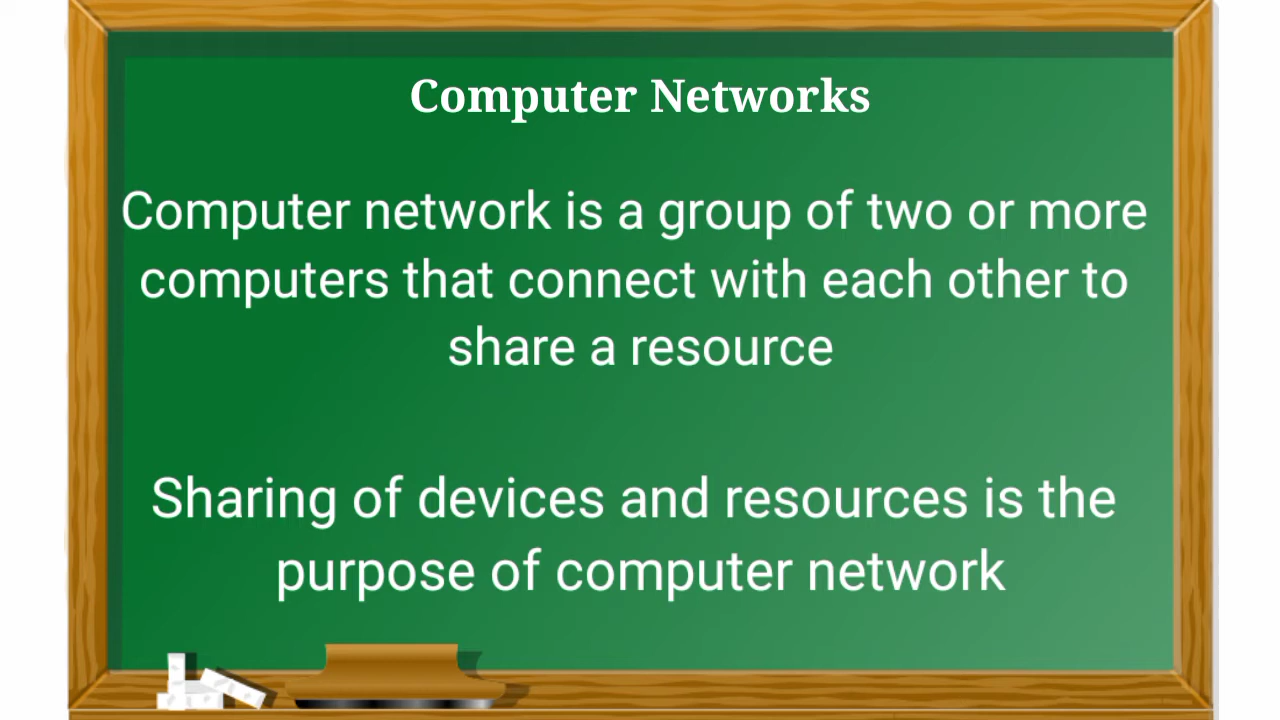 Computer Networks
Computer network is a group of two or more
computers that connect with each other to
share a resource
Sharing of devices and resources is the
purpose of computer network